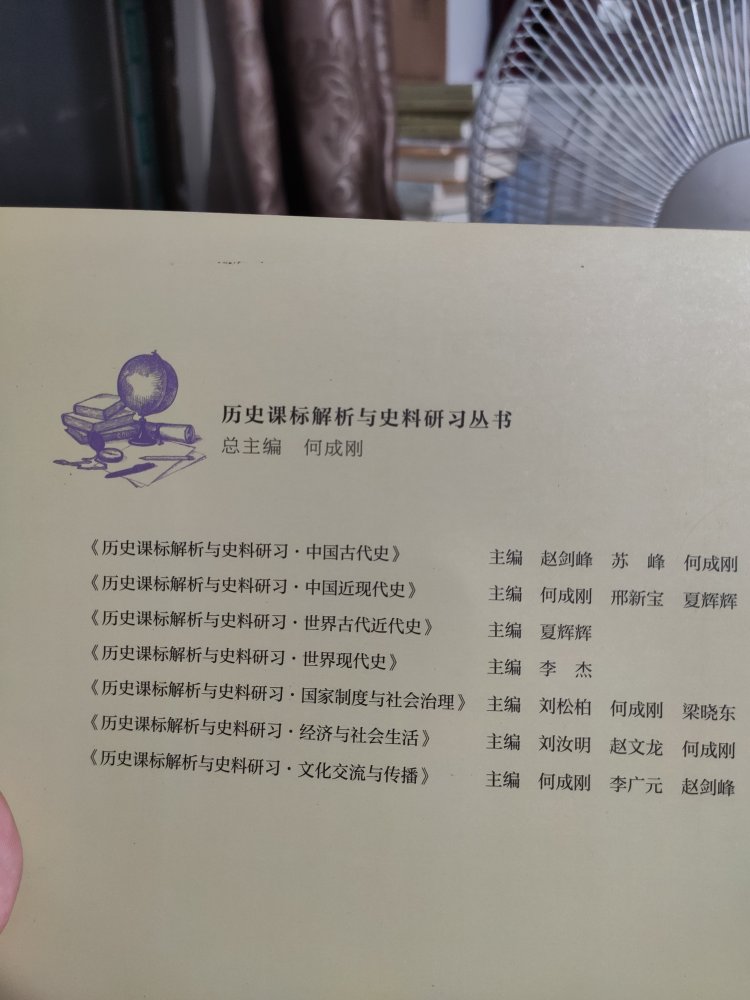 历史课标解析与史料研习丛书
总主编 何成刚
《历史课标解析与史料研习·中国古代史》 主编 赵剑峰 苏 峰 何成刚
《历史课标解析与史料研习·中国近现代史》 主编 何成刚 邢新宝 夏辉辉
《历史课标解析与史料研习·世界古代近代史》 主编 夏辉辉
《历史课标解析与史料研习·世界现代史》 主编 李 杰
《历史课标解析与史料研习·国家制度与社会治理》 主编 刘松柏 何成刚 梁晓东
《历史课标解析与史料研习·经济与社会生活》 主编 刘汝明 赵文龙 何成刚
《历史课标解析与史料研习·文化交流与传播》 主编 何成刚 李广元 赵剑峰